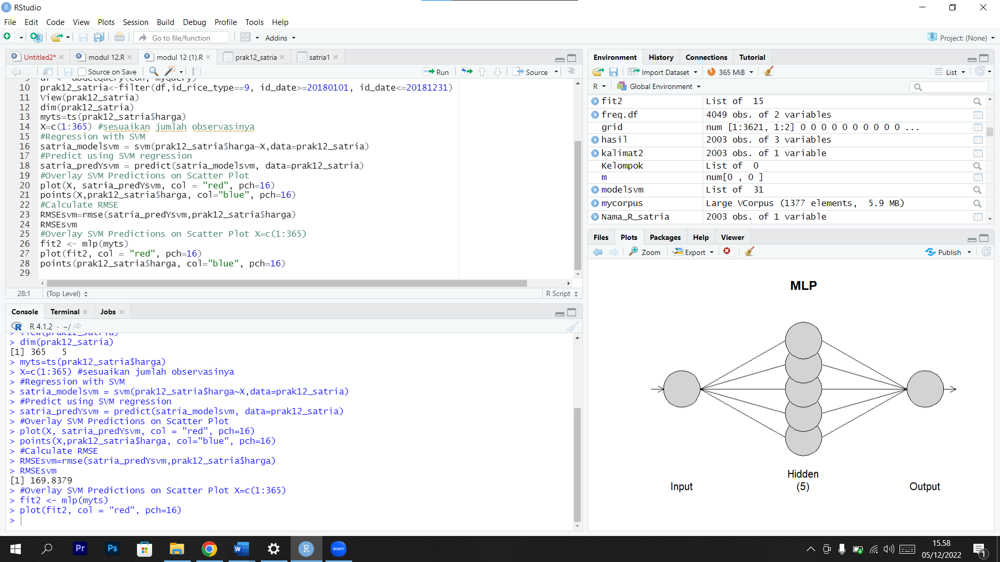 RStudio
File Edit Code View Plots Session Build Debug Profile Tools Help
Go to file/function Addins Project: (None)
Untitled2* modul 12.R modul 12 (1).R prak12_satria satria1
Source on Save Run Source
10 prak12_satria<-filter(df,id_rice_type==9, id_date>=20180101, id_date<=20181231)
11 View(prak12_satria)
12 dim(prak12_satria)
13 myts=ts(prak12_satria$harga)
14 X=c(1:365) #sesuaikan jumlah observasinya
15 #Regression with SVM
16 satria_modelsvm = svm(prak12_satria$harga~X,data=prak12_satria)
17 #Predict using SVM regression
18 satria_predYsvm = predict(satria_modelsvm, data=prak12_satria)
19 #Overlay SVM Predictions on Scatter Plot
20 plot(X, satria_predYsvm, col = "red", pch=16)
21 points(X,prak12_satria$harga, col="blue", pch=16)
22 #Calculate RMSE
23 RMSEsvm=rmse(satria_predYsvm,prak12_satria$harga)
24 RMSEsvm
25 #Overlay SVM Predictions on Scatter Plot X=c(1:365)
26 fit2 <- mlp(myts)
27 plot(fit2, col = "red", pch=16)
28 points(prak12_satria$harga, col="blue", pch=16)
29
28:1 (Top Level) R Script
Console Terminal Jobs
R 4.1.2 · ~/
> View(prak12_satria)
> dim(prak12_satria)
[1] 365   5
> myts=ts(prak12_satria$harga)
> X=c(1:365) #sesuaikan jumlah observasinya
> #Regression with SVM
> satria_modelsvm = svm(prak12_satria$harga~X,data=prak12_satria)
> #Predict using SVM regression
> satria_predYsvm = predict(satria_modelsvm, data=prak12_satria)
> #Overlay SVM Predictions on Scatter Plot
> plot(X, satria_predYsvm, col = "red", pch=16)
> points(X,prak12_satria$harga, col="blue", pch=16)
> #Calculate RMSE
> RMSEsvm=rmse(satria_predYsvm,prak12_satria$harga)
> RMSEsvm
[1] 169.8379
> #Overlay SVM Predictions on Scatter Plot X=c(1:365)
> fit2 <- mlp(myts)
> plot(fit2, col = "red", pch=16)
>
Environment History Connections Tutorial
Import Dataset 365 MiB List
R Global Environment
fit2 List of  15
freq.df 4049 obs. of 2 variables
grid num [1:3621, 1:2] 0 0 0 0 0 0 0 0 0 0 ...
hasil 2003 obs. of 3 variables
kalimat2 2003 obs. of 1 variable
Kelompok List of  0
m num[0 , 0 ]
modelsvm List of  31
mycorpus Large VCorpus (1377 elements,  5.9 MB)
Nama_R_satria 2003 obs. of 1 variable
Files Plots Packages Help Viewer
Zoom Export Publish
MLP
Hidden
(5)
Input Output
Pr Ps W R zoom
15.58
05/12/2022
1